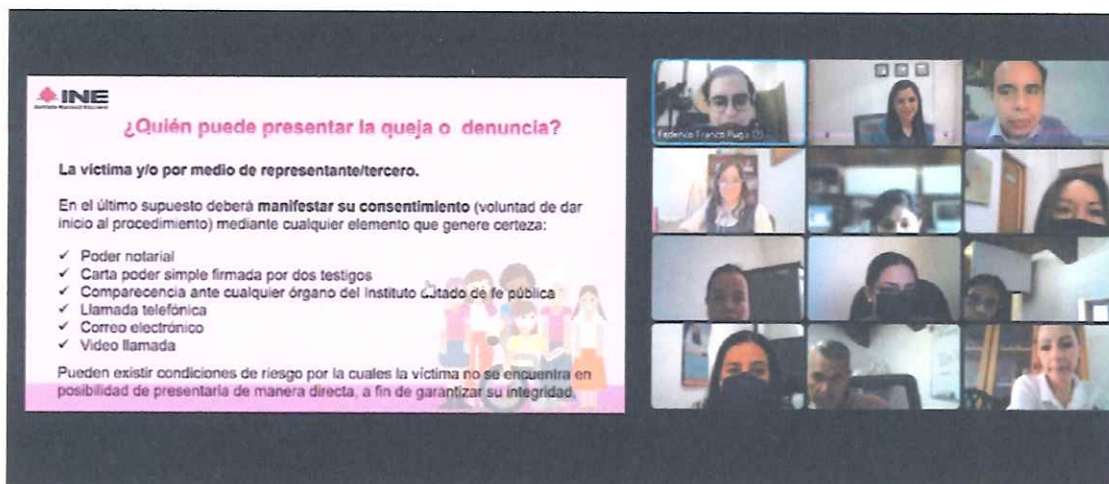 INE
Instituto Nacional Electoral
¿Quién puede presentar la queja o denuncia?
La víctima y/o por medio de representante/tercero.
En el último supuesto deberá manifestar su consentimiento (voluntad de dar
inicio al procedimiento) mediante cualquier elemento que genere certeza:
✓ Poder notarial
✓ Carta poder simple firmada por dos testigos
✓ Comparecencia ante cualquier órgano del Instituto dotado de fe pública
✓ Llamada telefónica
✓ Correo electrónico
✓ Video llamada
Pueden existir condiciones de riesgo por la cuales la víctima no se encuentra en
posibilidad de presentarla de manera directa, a fin de garantizar su integridad.
Federico Franco Puga